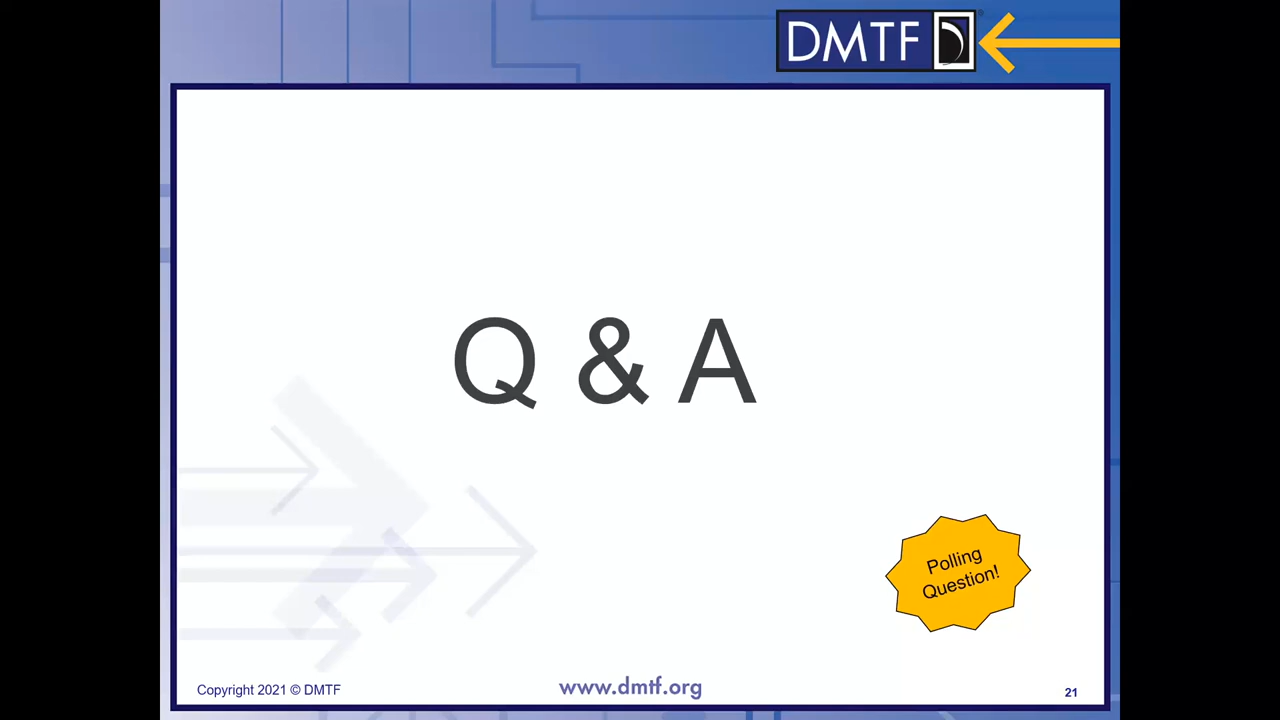 DMTF
Q & A
Polling
Question!
Copyright 2021 © DMTF
www.dmtf.org
21